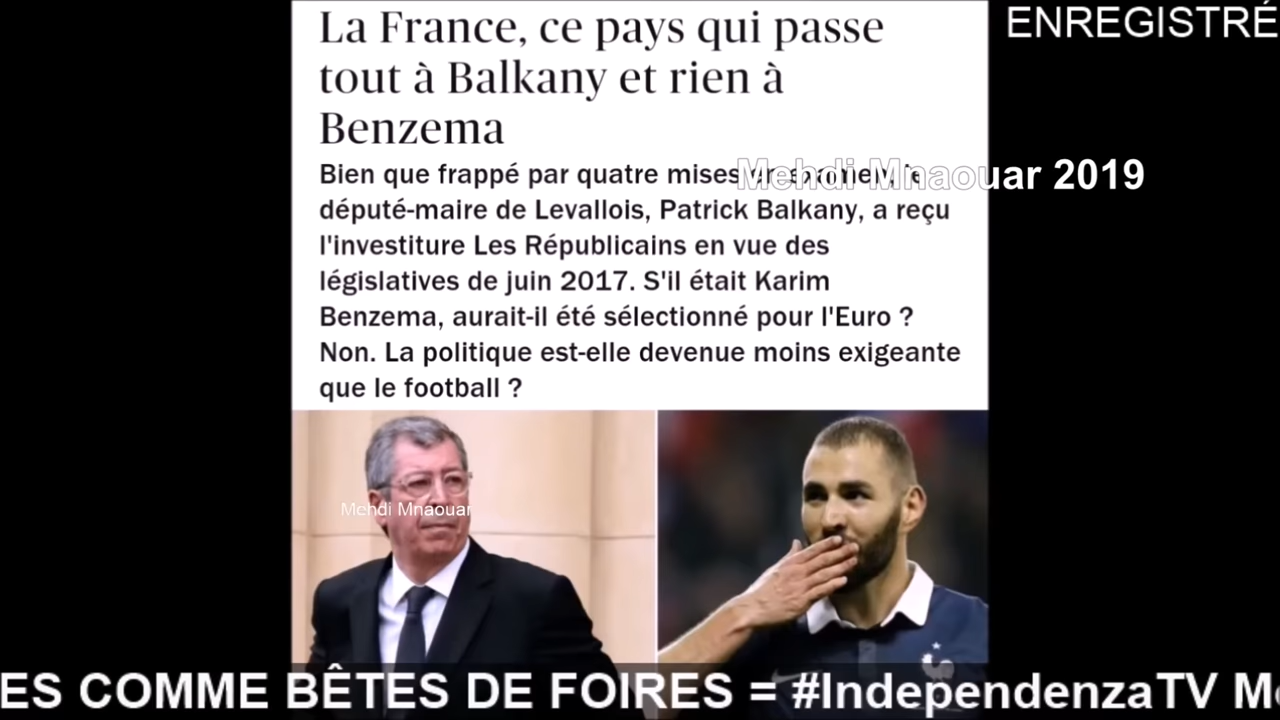 ENREGISTRÉ
La France, ce pays qui passe
tout à Balkany et rien à
Benzema
Mehdi Mnaouar 2019
Bien que frappé par quatre mises en examen, le
député-maire de Levallois, Patrick Balkany, a reçu
l'investiture Les Républicains en vue des
législatives de juin 2017. S'il était Karim
Benzema, aurait-il été sélectionné pour l'Euro ?
Non. La politique est-elle devenue moins exigeante
que le football ?
Mehdi Mnaouar
ES COMME BÊTES DE FOIRES = #IndependenzaTV